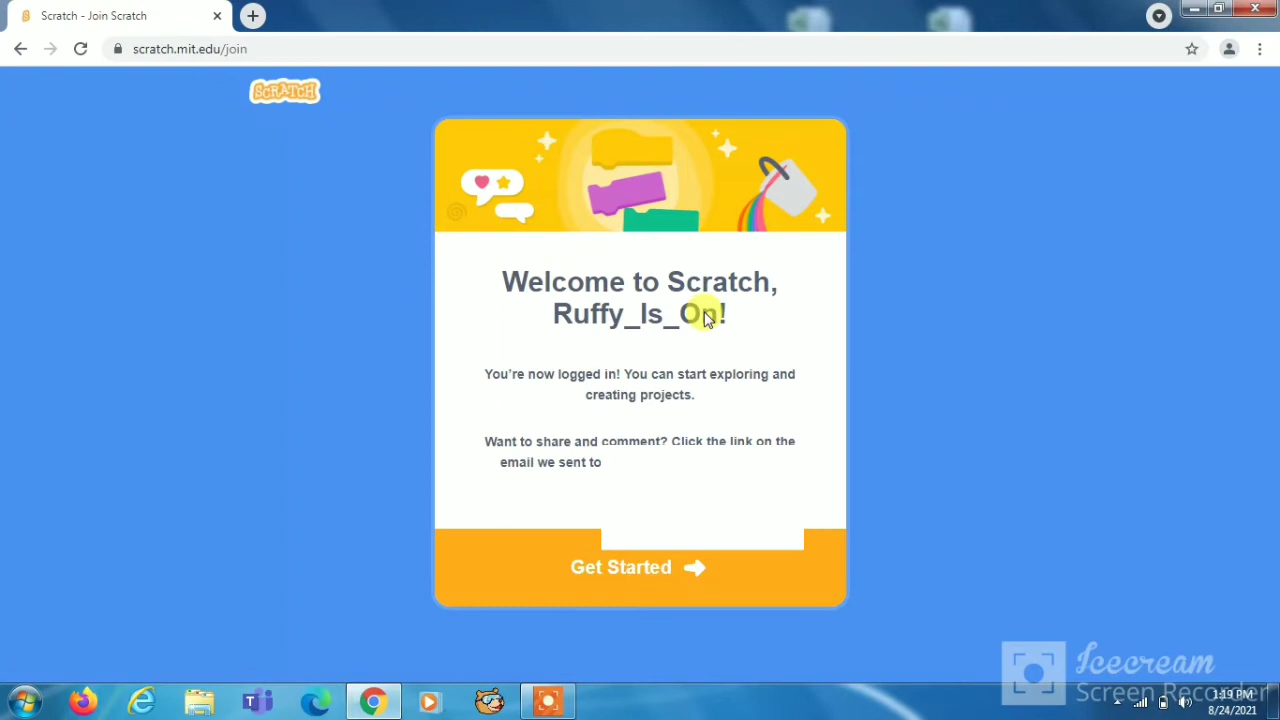 Scratch - Join Scratch
scratch.mit.edu/join
SCRATCH
Welcome to Scratch,
Ruffy_Is_On!
You're now logged in! You can start exploring and
creating projects.
Want to share and comment? Click the link on the
email we sent to
Get Started
Icecream
Screen Recorder
1:19 PM
8/24/2021